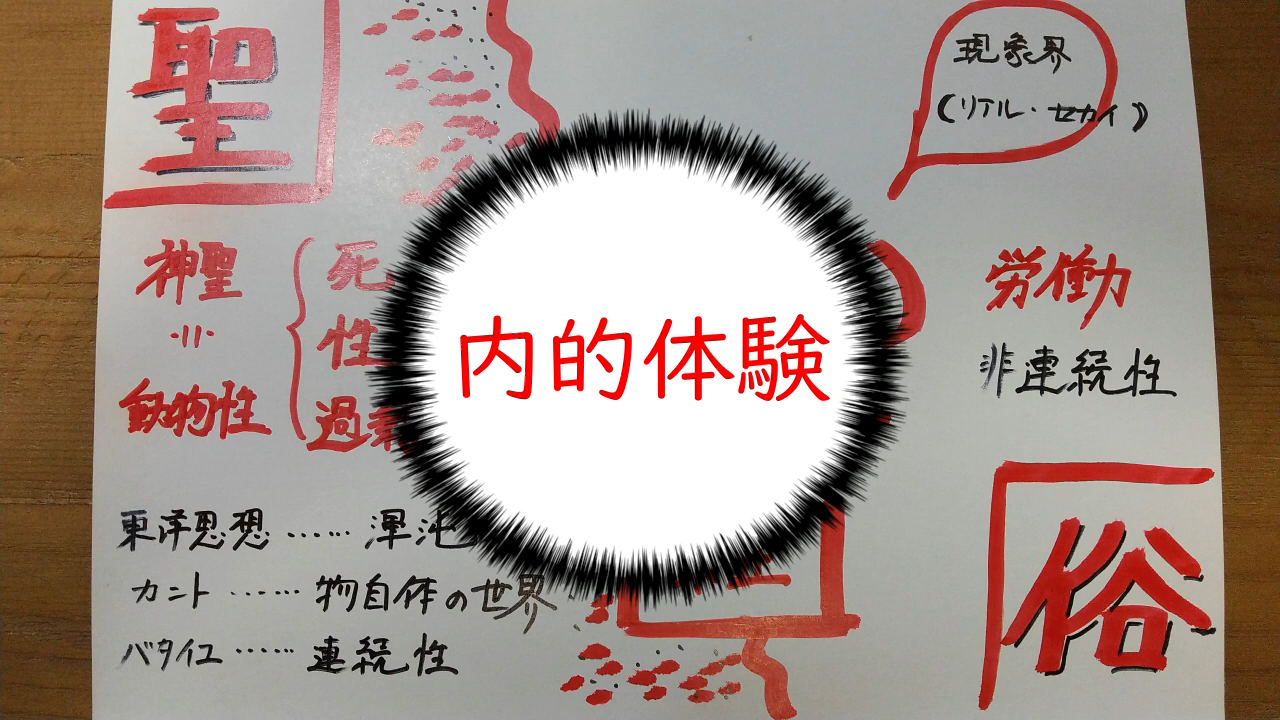 聖
神聖
=
動物性
死
性
過
東洋思想……渾沌
カント……物自体の世界
バタイユ……連続性
内的体験
現象界
(リアル・セカイ)
労働
非連続性
俗